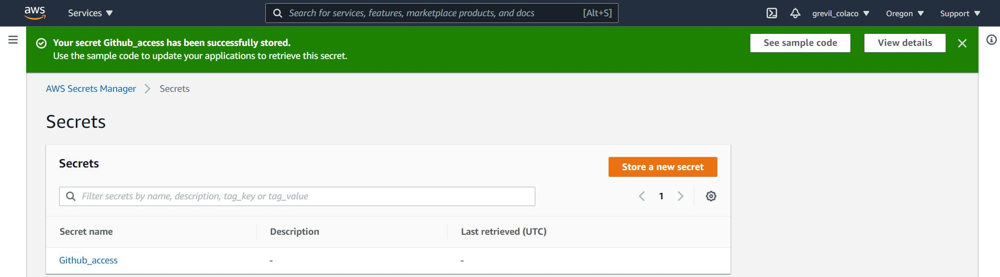 aws Services Search for services, features, marketplace products, and docs [Alt+S] grevil_colaco Oregon Support
Your secret Github_access has been successfully stored. See sample code View details
Use the sample code to update your applications to retrieve this secret.
AWS Secrets Manager Secrets
Secrets
Secrets Store a new secret
Filter secrets by name, description, tag_key or tag_value 1
Secret name Description Last retrieved (UTC)
Github_access - -